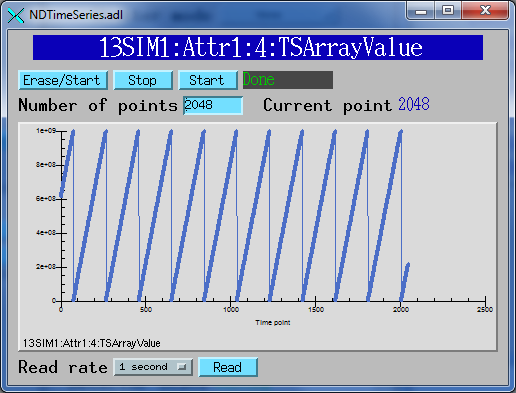 NDTimeSeries.adl
13SIM1:Attr1:4:TSArrayValue
Erase/Start Stop Start Done
Number of points 2048 Current point 2048
1e+09
8e+08
6e+08
4e+08
2e+08
0
0 500 1000 1500 2000 2500
Time point
13SIM1:Attr1:4:TSArrayValue
Read rate 1 second Read